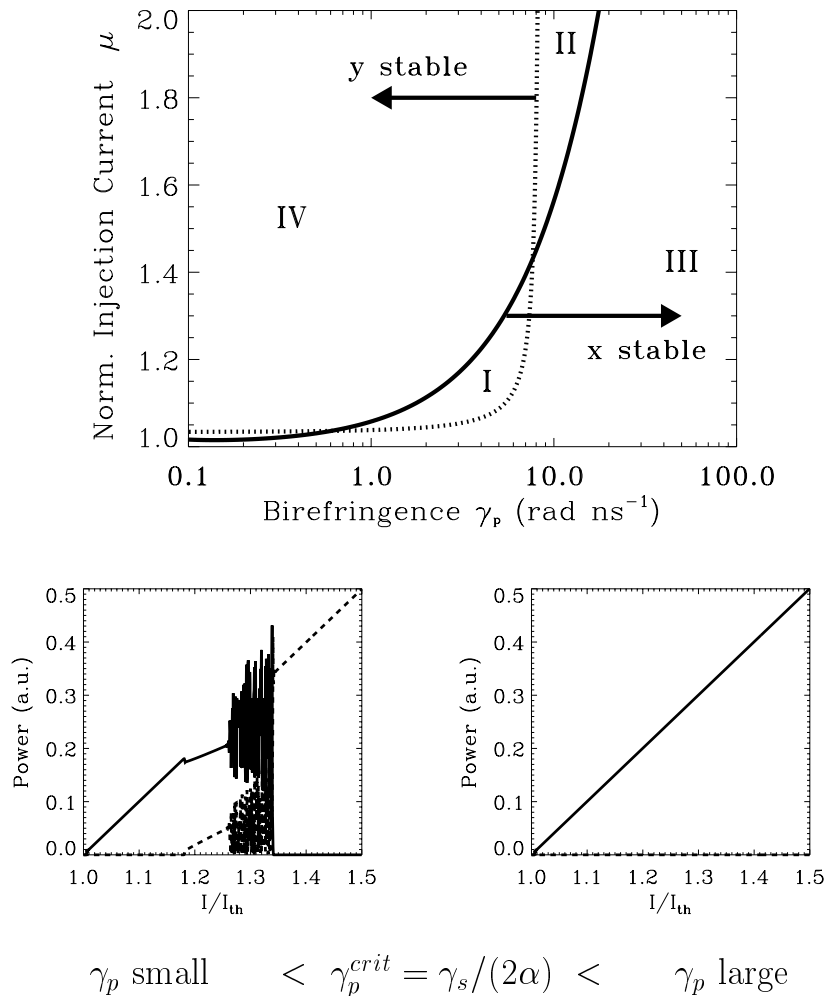 2.0
1.8
1.6
1.4
1.2
1.0
Norm. Injection Current μ
y stable
II
IV
III
x stable
I
0.1 1.0 10.0 100.0
Birefringence γₚ (rad ns⁻¹)
0.5
0.4
0.3
0.2
0.1
0.0
Power (a.u.)
1.0 1.1 1.2 1.3 1.4 1.5
I/I_th
0.5
0.4
0.3
0.2
0.1
0.0
Power (a.u.)
1.0 1.1 1.2 1.3 1.4 1.5
I/I_th
γₚ small < γₚ^crit = γₛ/(2α) < γₚ large